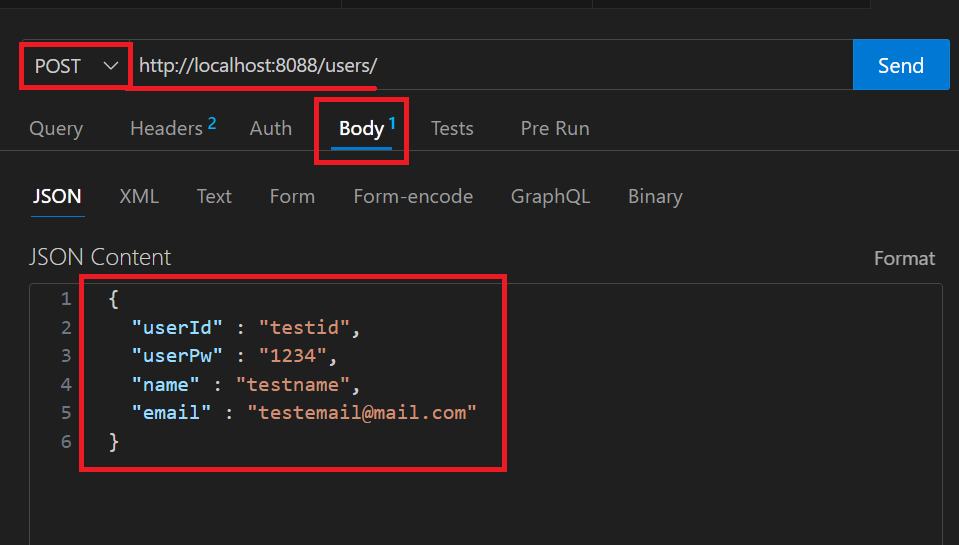 POST http://localhost:8088/users/ Send
Query Headers 2 Auth Body 1 Tests Pre Run
JSON XML Text Form Form-encode GraphQL Binary
JSON Content Format
1 {
2 "userId" : "testid",
3 "userPw" : "1234",
4 "name" : "testname",
5 "email" : "testemail@mail.com"
6 }